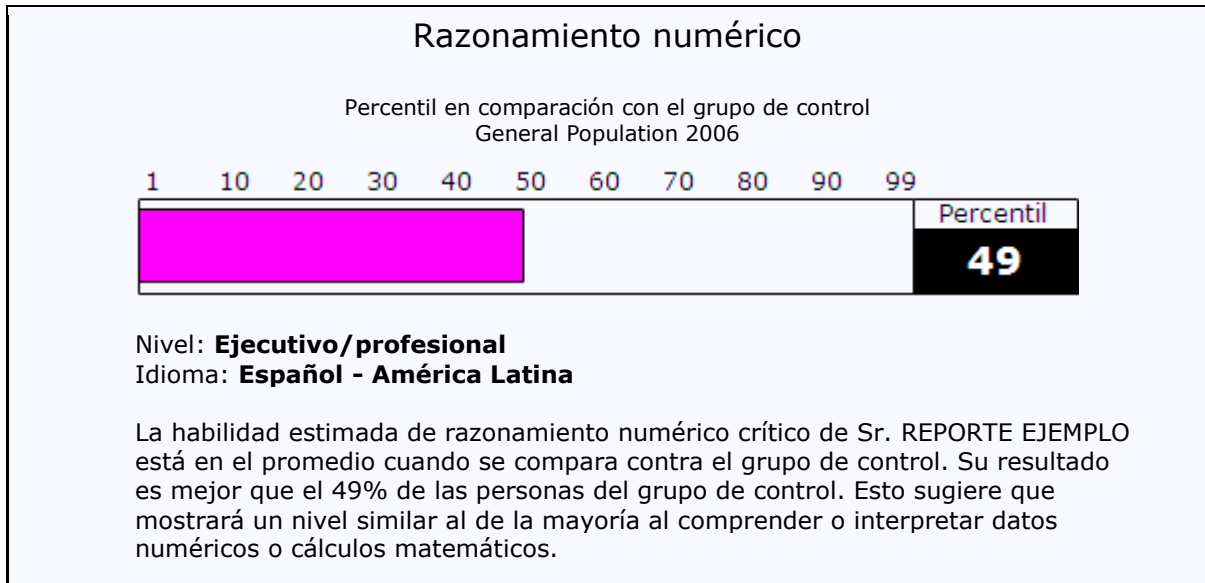 Razonamiento numérico
Percentil en comparación con el grupo de control
General Population 2006
1 10 20 30 40 50 60 70 80 90 99
Percentil
49
Nivel: Ejecutivo/profesional
Idioma: Español - América Latina
La habilidad estimada de razonamiento numérico crítico de Sr. REPORTE EJEMPLO
está en el promedio cuando se compara contra el grupo de control. Su resultado
es mejor que el 49% de las personas del grupo de control. Esto sugiere que
mostrará un nivel similar al de la mayoría al comprender o interpretar datos
numéricos o cálculos matemáticos.